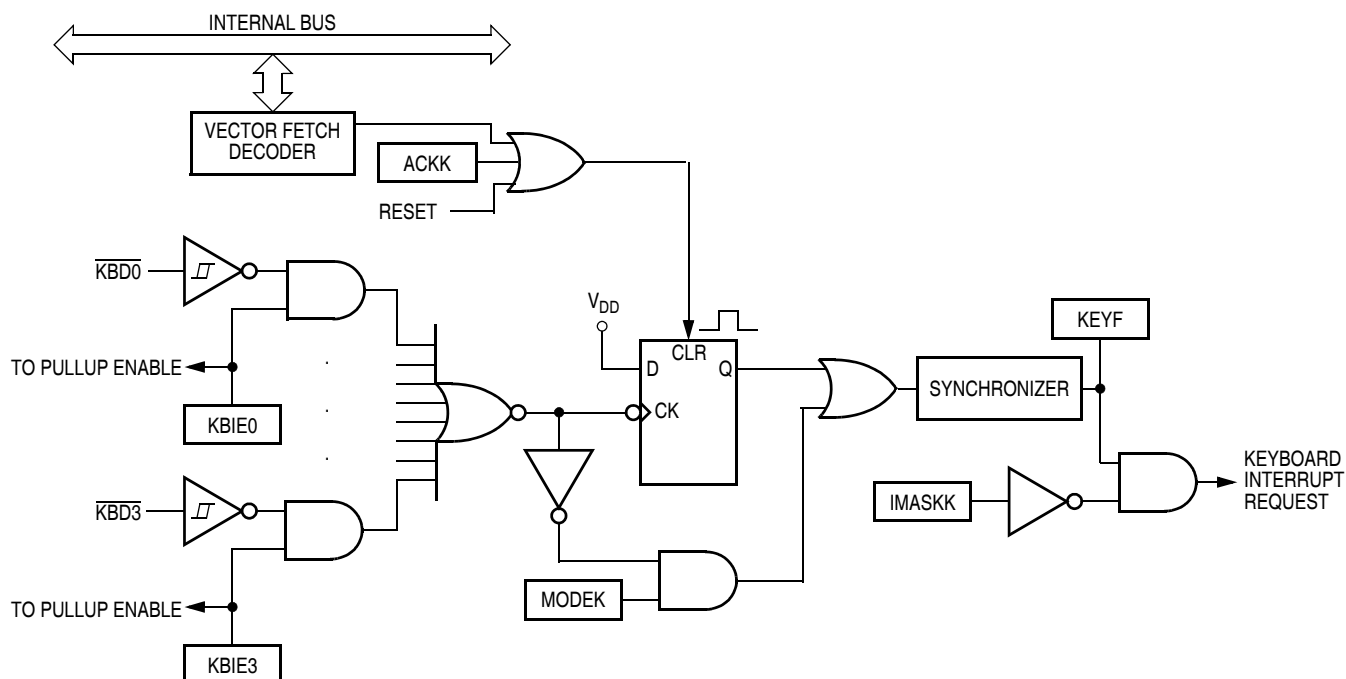 INTERNAL BUS
VECTOR FETCH
DECODER
ACKK
RESET
KBD0
TO PULLUP ENABLE
KBIE0
.
.
.
KBD3
TO PULLUP ENABLE
KBIE3
VDD
D
CLR
Q
CK
MODEK
SYNCHRONIZER
KEYF
IMASKK
KEYBOARD
INTERRUPT
REQUEST